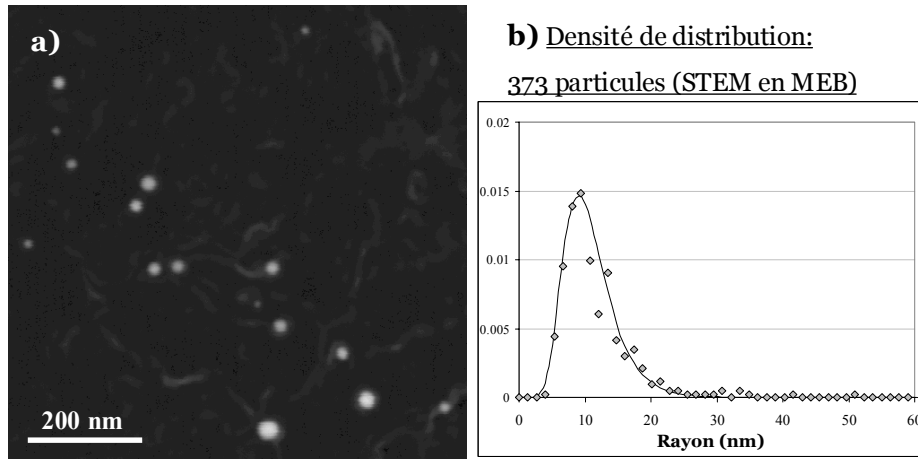 a)
200 nm
b) Densité de distribution:
373 particules (STEM en MEB)
0.02
0.015
0.01
0.005
0
0 10 20 30 40 50 60
Rayon (nm)